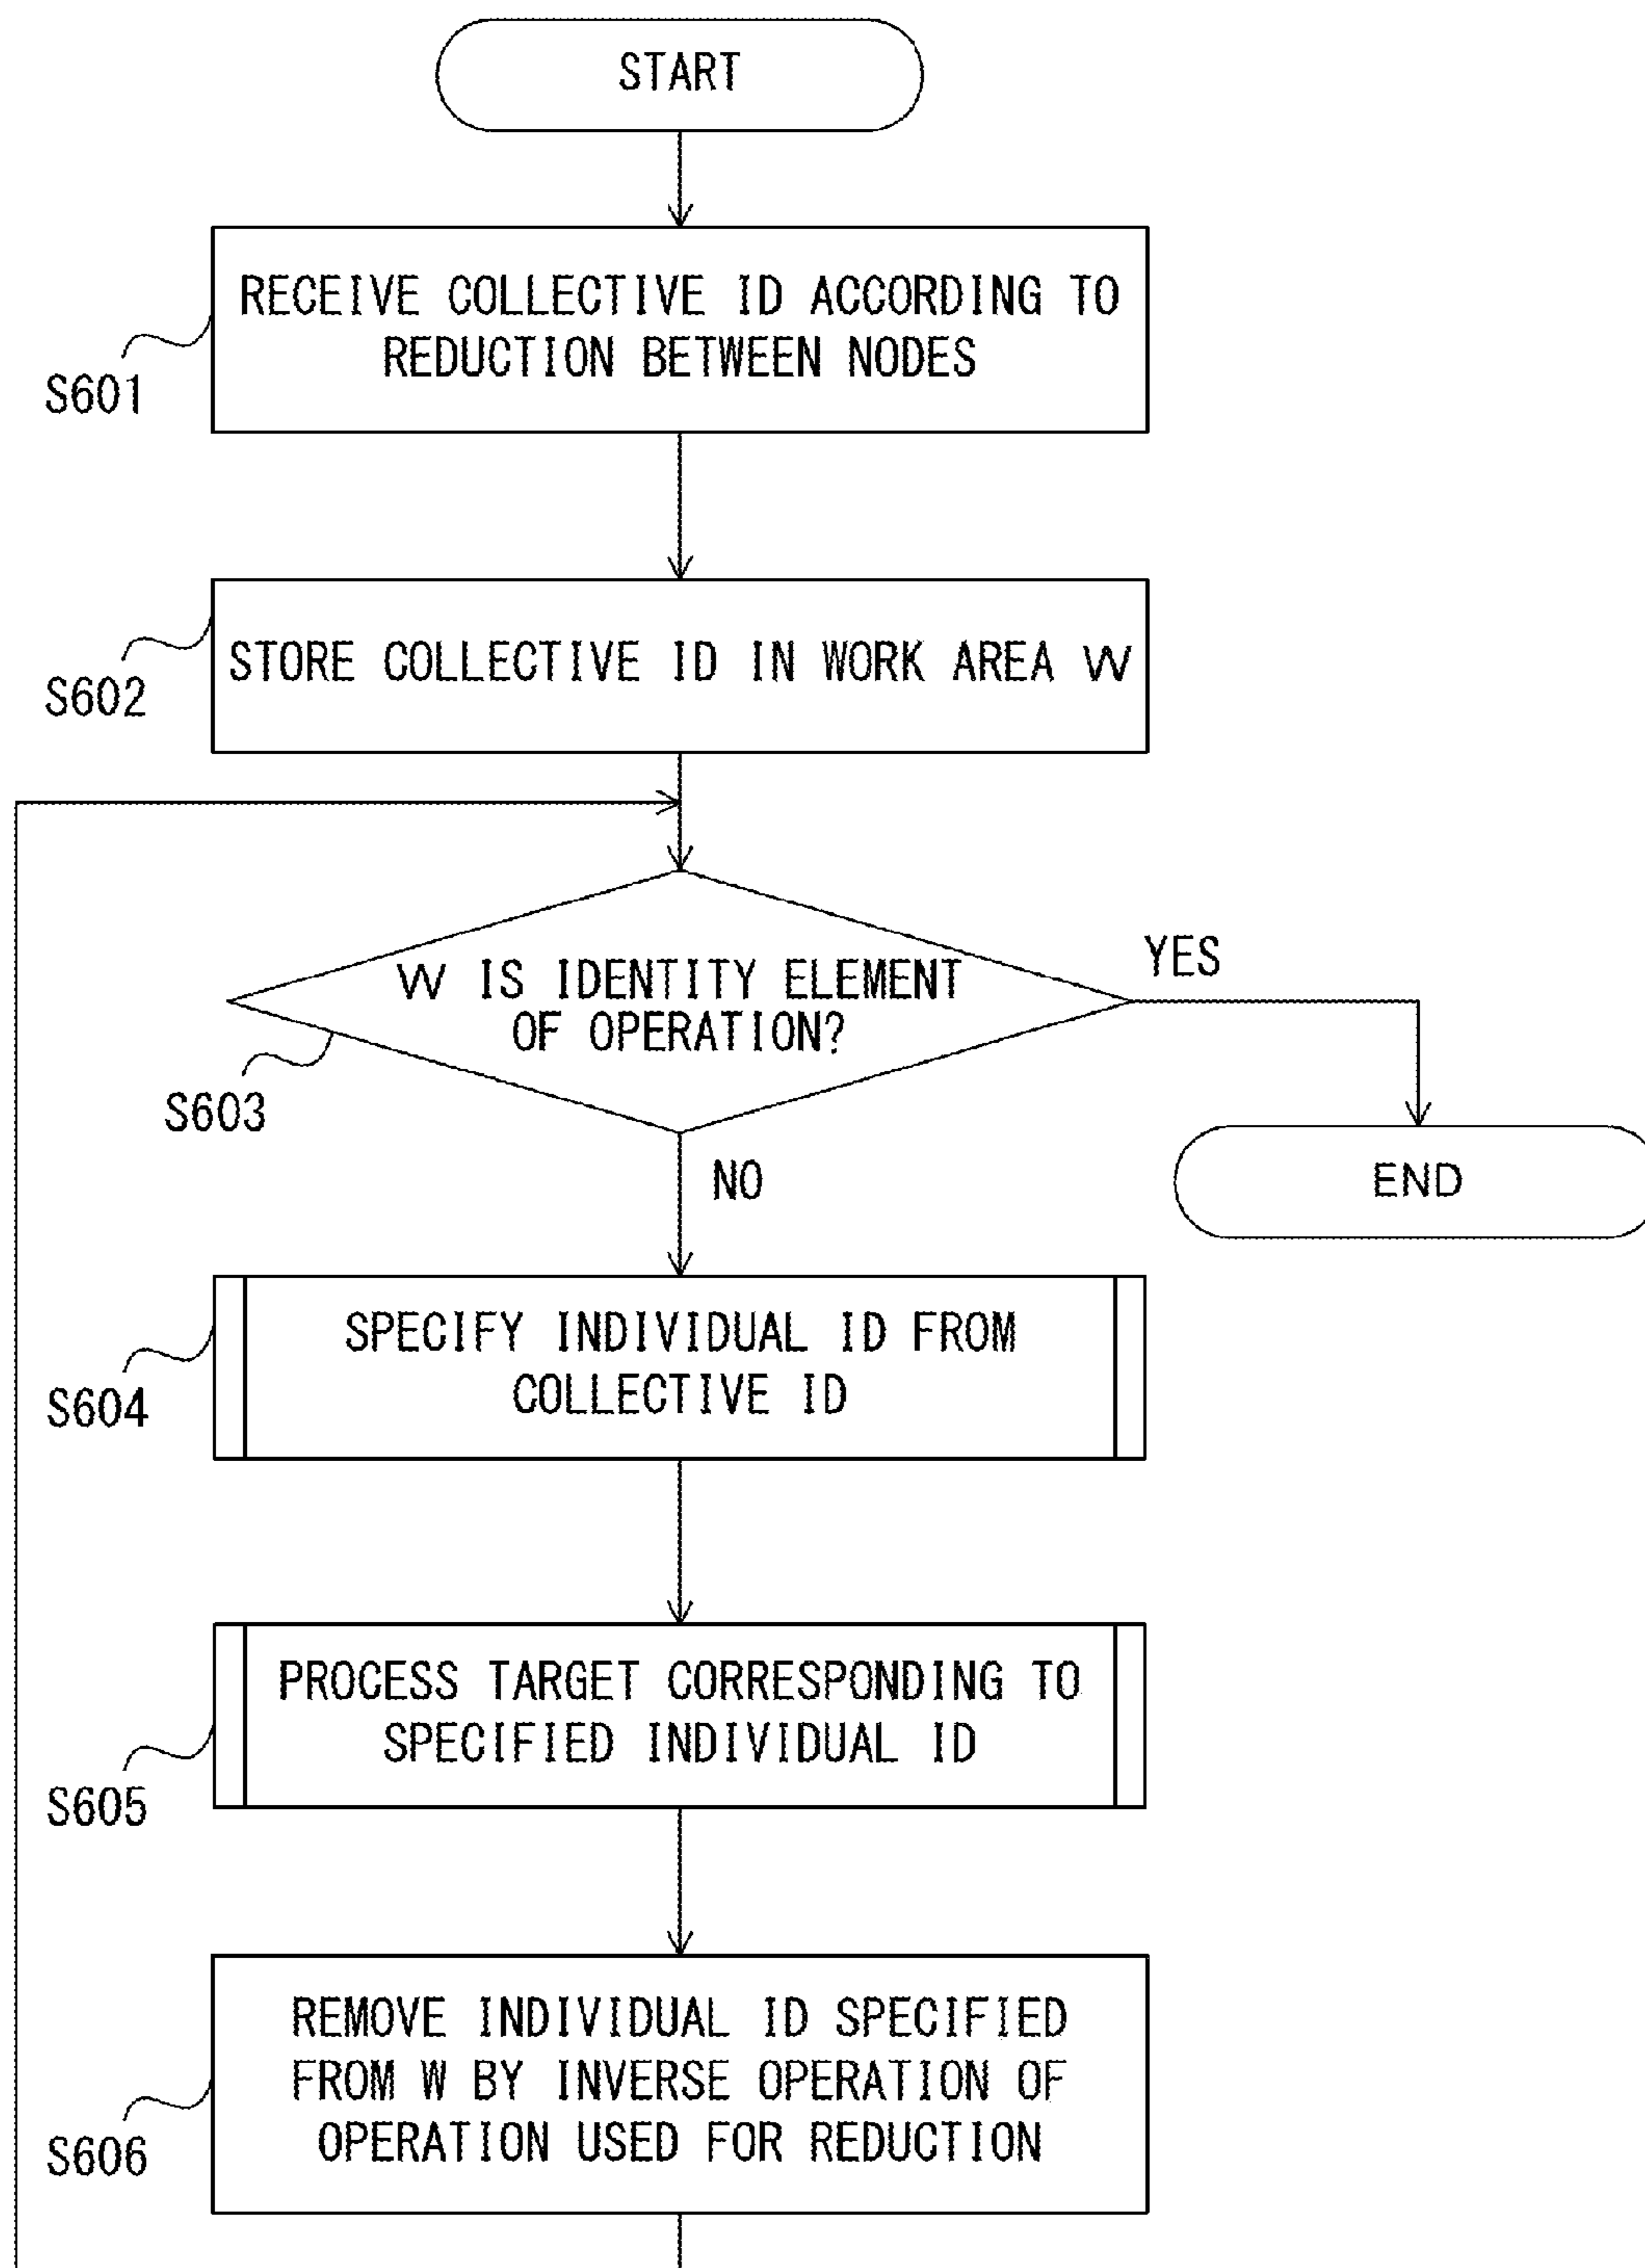 START
RECEIVE COLLECTIVE ID ACCORDING TO
REDUCTION BETWEEN NODES
S601
STORE COLLECTIVE ID IN WORK AREA W
S602
W IS IDENTITY ELEMENT
OF OPERATION?
YES
S603
NO
END
SPECIFY INDIVIDUAL ID FROM
COLLECTIVE ID
S604
PROCESS TARGET CORRESPONDING TO
SPECIFIED INDIVIDUAL ID
S605
REMOVE INDIVIDUAL ID SPECIFIED
FROM W BY INVERSE OPERATION OF
OPERATION USED FOR REDUCTION
S606